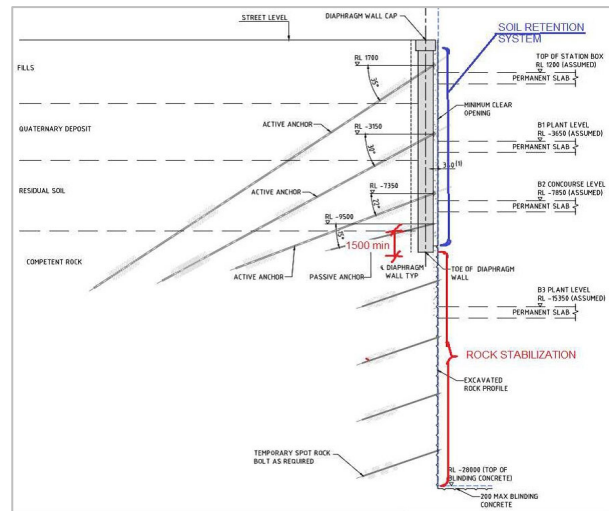 STREET LEVEL
DIAPHRAGM WALL CAP
SOIL RETENTION
SYSTEM
FILLS
RL 1700
35°
TOP OF STATION BOX
RL 1200 (ASSUMED)
PERMANENT SLAB
MINIMUM CLEAR
OPENING
QUATERNARY DEPOSIT
ACTIVE ANCHOR
RL -3150
30°
B1 PLANT LEVEL
RL -3650 (ASSUMED)
PERMANENT SLAB
RESIDUAL SOIL
ACTIVE ANCHOR
RL -7350
22°
B2 CONCOURSE LEVEL
RL -7850 (ASSUMED)
PERMANENT SLAB
RL -9500
15°
1500 min
COMPETENT ROCK
ACTIVE ANCHOR
PASSIVE ANCHOR
DIAPHRAGM
WALL TYP
TOE OF DIAPHRAGM
WALL
B3 PLANT LEVEL
RL -15350 (ASSUMED)
PERMANENT SLAB
ROCK STABILIZATION
EXCAVATED
ROCK PROFILE
TEMPORARY SPOT ROCK
BOLT AS REQUIRED
RL -28000 (TOP OF
BLINDING CONCRETE)
200 MAX BLINDING
CONCRETE